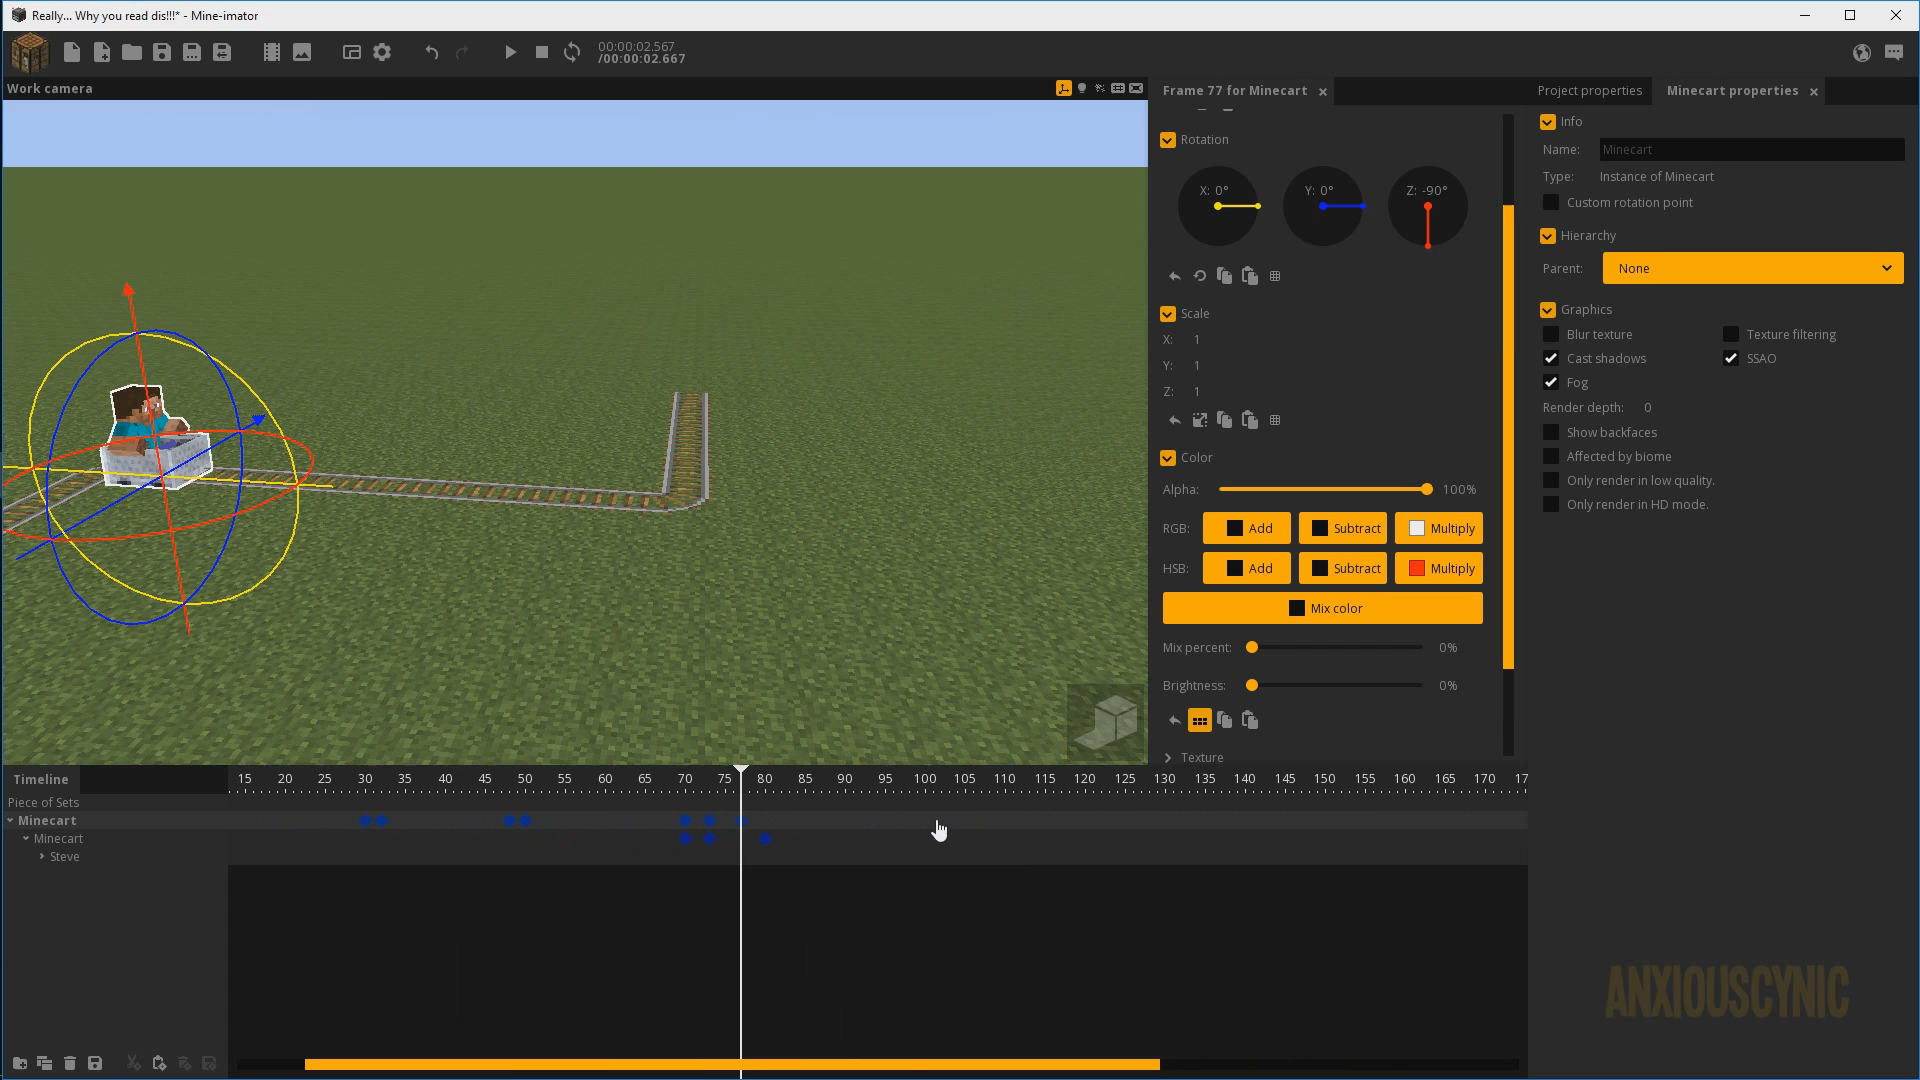 Really... Why you read dis!!!* - Mine-imator
00:00:02.567
/00:00:02.667
Work camera
Frame 77 for Minecart
Project properties
Minecart properties
Rotation
X: 0°
Y: 0°
Z: -90°
Scale
X: 1
Y: 1
Z: 1
Color
Alpha: 100%
RGB: Add Subtract Multiply
HSB: Add Subtract Multiply
Mix color
Mix percent: 0%
Brightness: 0%
Texture
Info
Name: Minecart
Type: Instance of Minecart
Custom rotation point
Hierarchy
Parent: None
Graphics
Blur texture Texture filtering
Cast shadows SSAO
Fog
Render depth: 0
Show backfaces
Affected by biome
Only render in low quality.
Only render in HD mode.
Timeline
15 20 25 30 35 40 45 50 55 60 65 70 75 80 85 90 95 100 105 110 115 120 125 130 135 140 145 150 155 160 165 170 17
Piece of Sets
Minecart
Minecart
Steve
ANXIOUSCYNIC